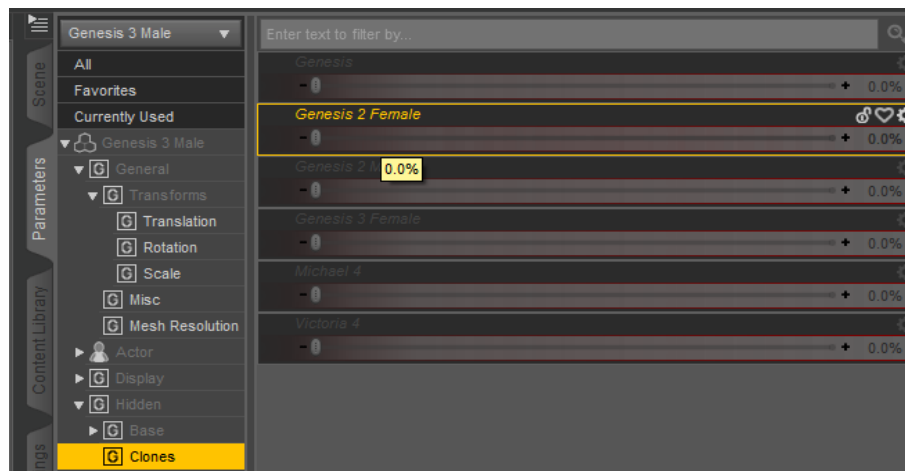 Genesis 3 Male
Enter text to filter by...
Scene
Parameters
Content Library
ngs
All
Favorites
Currently Used
Genesis 3 Male
G General
G Transforms
G Translation
G Rotation
G Scale
G Misc
G Mesh Resolution
Actor
G Display
G Hidden
G Base
G Clones
Genesis
- + 0.0%
Genesis 2 Female
- + 0.0%
0.0%
Genesis 2 M
- + 0.0%
Genesis 3 Female
- + 0.0%
Michael 4
- + 0.0%
Victoria 4
- + 0.0%